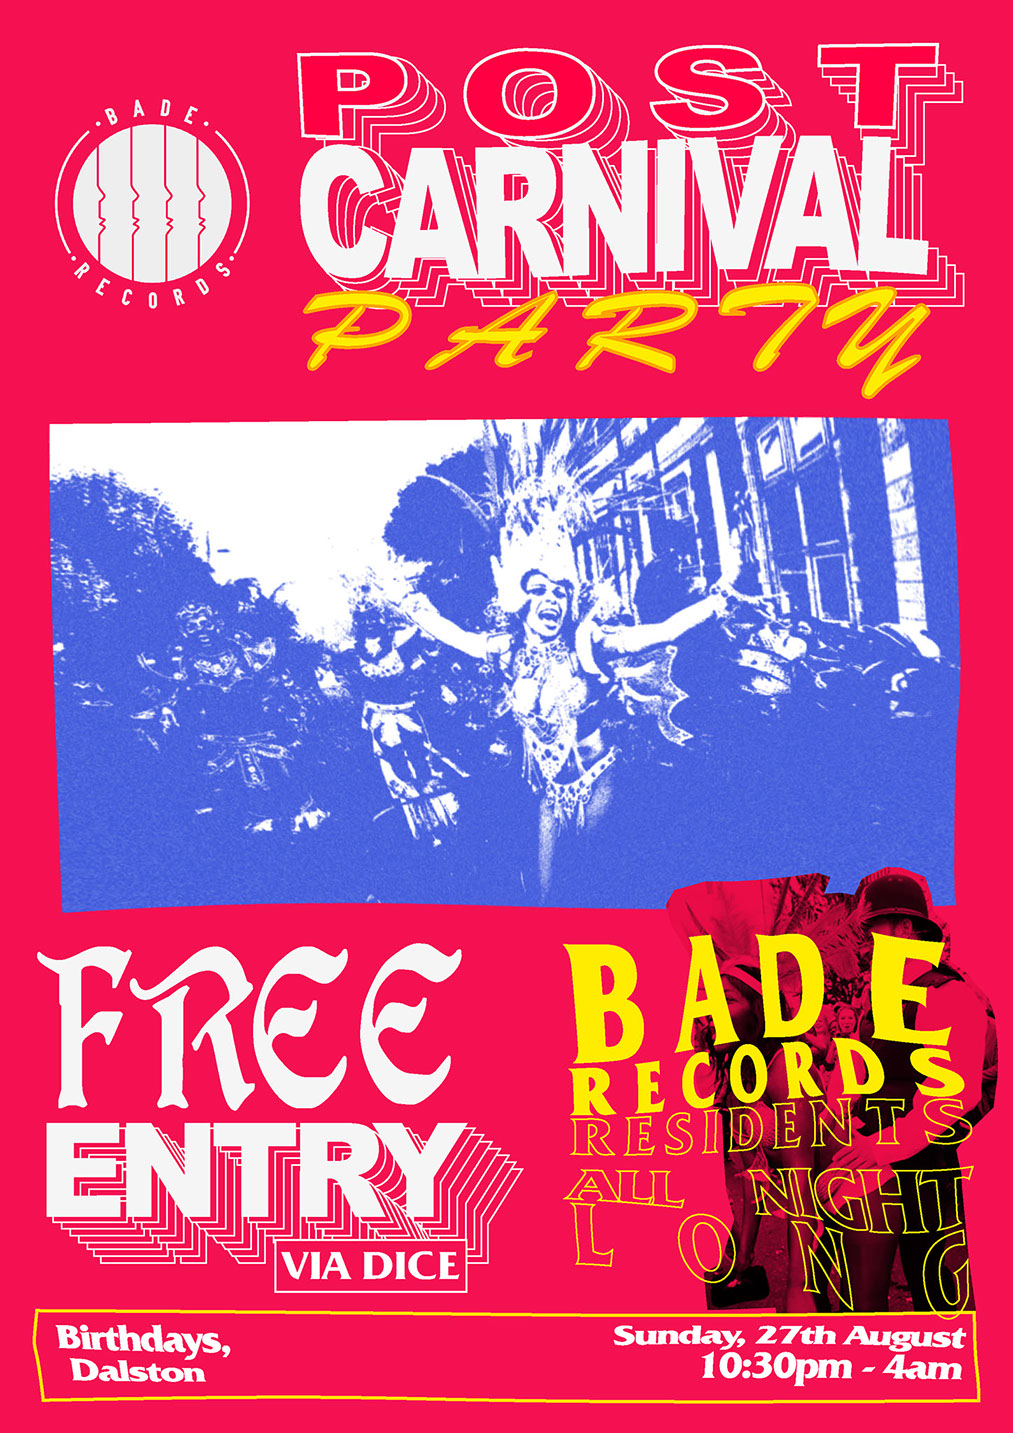 ·BADE·
·RECORDS·
POST
CARNIVAL
PARTY
FREE
ENTRY
VIA DICE
BADE
RECORDS
RESIDENTS
ALL NIGHT
LONG
Birthdays,
Dalston
Sunday, 27th August
10:30pm - 4am